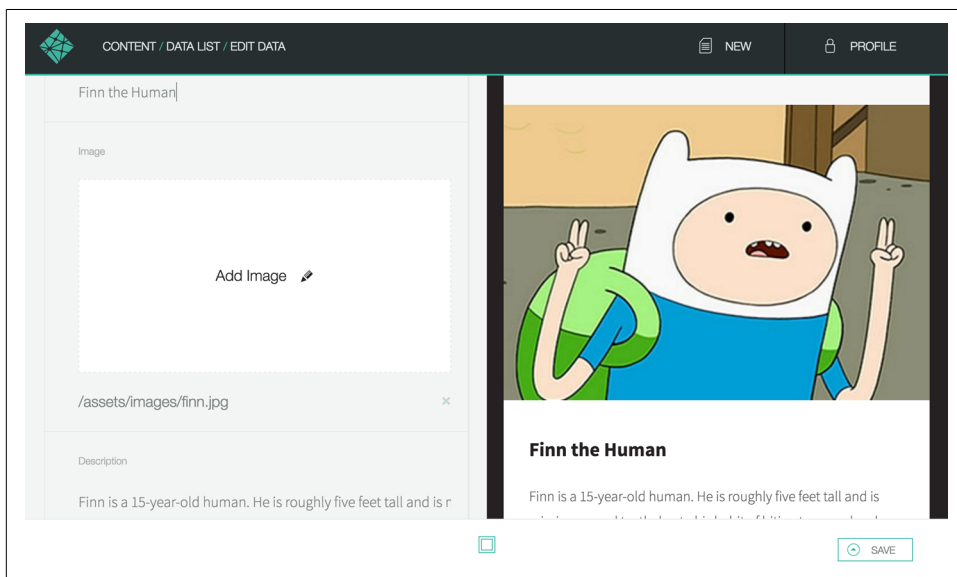 CONTENT / DATA LIST / EDIT DATA
NEW
PROFILE
Finn the Human
Image
Add Image
/assets/images/finn.jpg
Description
Finn is a 15-year-old human. He is roughly five feet tall and is
Finn the Human
Finn is a 15-year-old human. He is roughly five feet tall and is
SAVE